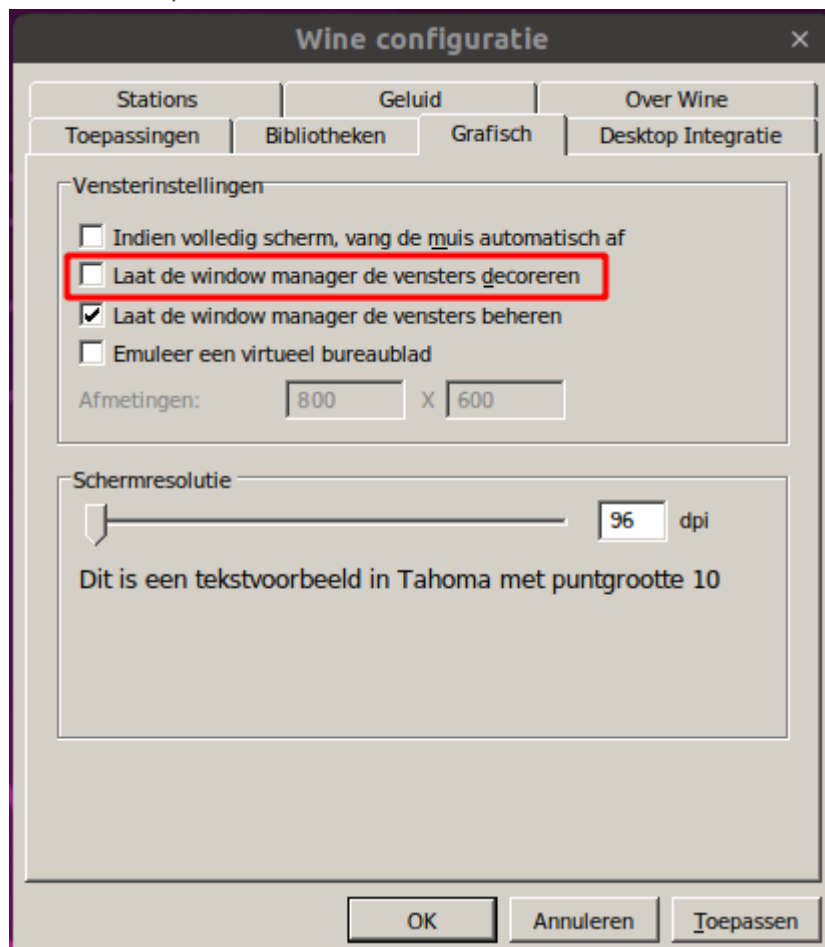 Wine configuratie
Stations Geluid Over Wine
Toepassingen Bibliotheken Grafisch Desktop Integratie
Vensterinstellingen
Indien volledig scherm, vang de muis automatisch af
Laat de window manager de vensters decoreren
Laat de window manager de vensters beheren
Emuleer een virtueel bureaublad
Afmetingen: 800 X 600
Schermresolutie
96 dpi
Dit is een tekstvoorbeeld in Tahoma met puntgrootte 10
OK Annuleren Toepassen